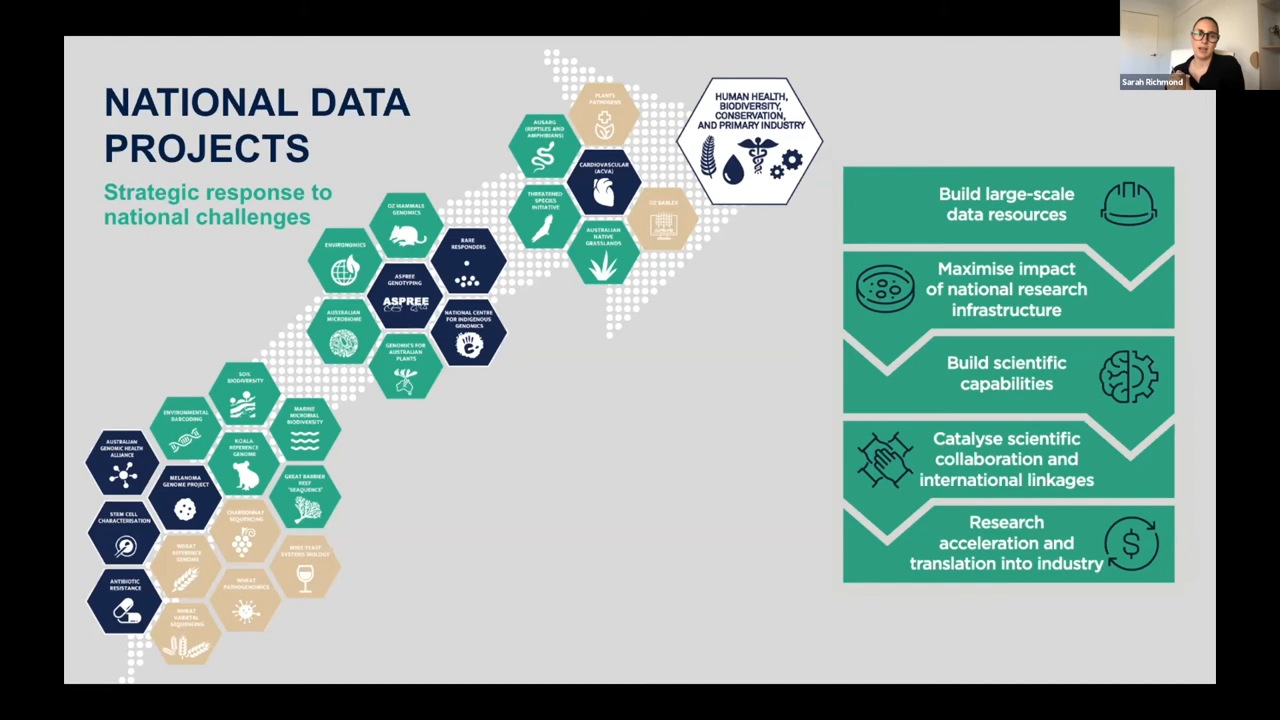 Sarah Richmond
NATIONAL DATA
PROJECTS
Strategic response to
national challenges
PLANTS
PATHOGENS
AUSARG
(REPTILES AND
AMPHIBIANS)
CARDIOVASCULAR
(ACVA)
THREATENED
SPECIES
INITIATIVE
OZ BARLEX
AUSTRALIAN
NATIVE
GRASSLANDS
HUMAN HEALTH,
BIODIVERSITY,
CONSERVATION,
AND PRIMARY INDUSTRY
OZ MAMMALS
GENOMICS
ENVIRONOMICS
RARE
RESPONDERS
ASPREE
GENOTYPING
ASPREE
AUSTRALIAN
MICROBIOME
NATIONAL CENTRE
FOR INDIGENOUS
GENOMICS
GENOMICS FOR
AUSTRALIAN
PLANTS
SOIL
BIODIVERSITY
ENVIRONMENTAL
BARCODING
MARINE
MICROBIAL
BIODIVERSITY
AUSTRALIAN
GENOMIC HEALTH
ALLIANCE
KOALA
REFERENCE
GENOME
MELANOMA
GENOME PROJECT
GREAT BARRIER
REEF
"SEAQUENCE"
STEM CELL
CHARACTERISATION
CHARDONNAY
SEQUENCING
WHEAT
REFERENCE
GENOME
WINE YEAST
SYSTEMS BIOLOGY
ANTIBIOTIC
RESISTANCE
WHEAT
PATHOGENOMICS
WHEAT
VARIETAL
SEQUENCING
Build large-scale
data resources
Maximise impact
of national research
infrastructure
Build scientific
capabilities
Catalyse scientific
collaboration and
international linkages
Research
acceleration and
translation into industry
$